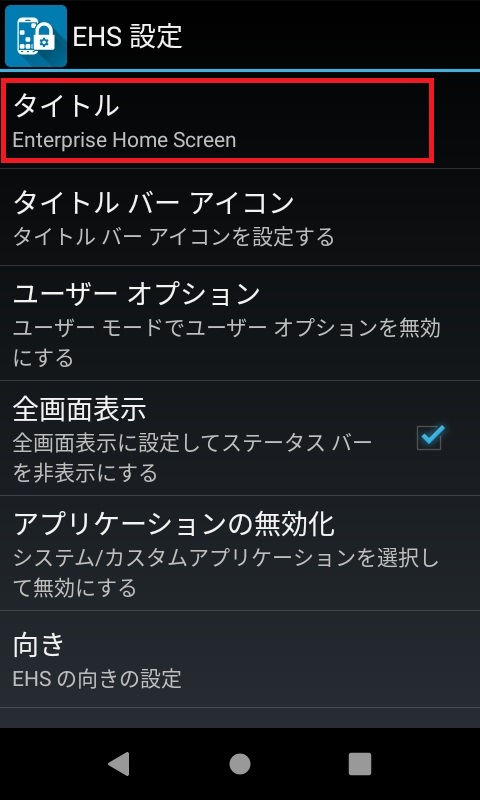 EHS 設定
タイトル
Enterprise Home Screen
タイトル バー アイコン
タイトル バー アイコンを設定する
ユーザー オプション
ユーザー モードでユーザー オプションを無効
にする
全画面表示
全画面表示に設定してステータス バー
を非表示にする
アプリケーションの無効化
システム/カスタムアプリケーションを選択し
て無効にする
向き
EHS の向きの設定